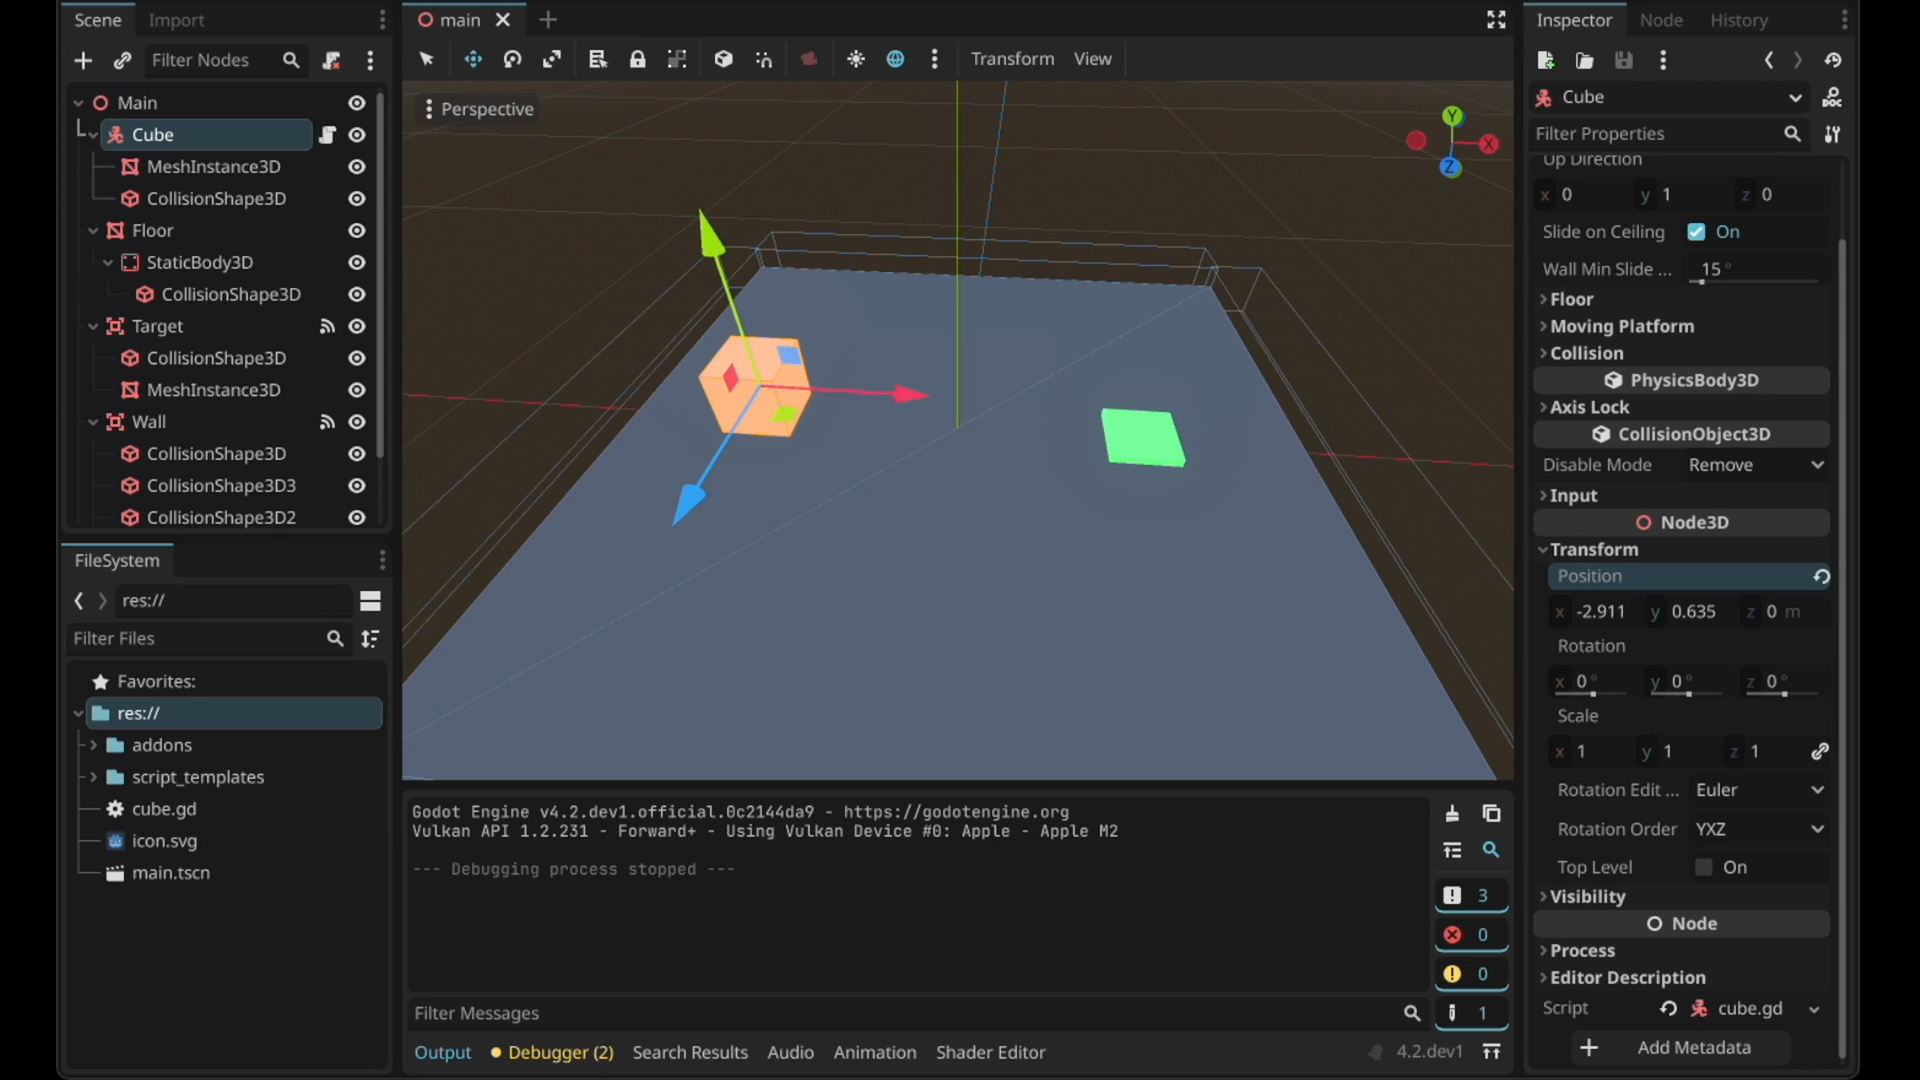 Scene
Import
Filter Nodes
Main
Cube
MeshInstance3D
CollisionShape3D
Floor
StaticBody3D
CollisionShape3D
Target
CollisionShape3D
MeshInstance3D
Wall
CollisionShape3D
CollisionShape3D3
CollisionShape3D2
FileSystem
res://
Filter Files
Favorites:
res://
addons
script_templates
cube.gd
icon.svg
main.tscn
main
Transform View
Perspective
Y
X
Z
Godot Engine v4.2.dev1.official.0c2144da9 - https://godotengine.org
Vulkan API 1.2.231 - Forward+ - Using Vulkan Device #0: Apple - Apple M2
--- Debugging process stopped ---
3
0
0
1
Filter Messages
Output Debugger (2) Search Results Audio Animation Shader Editor 4.2.dev1
Inspector Node History
Cube
DOC
Filter Properties
Up Direction
x 0 y 1 z 0
Slide on Ceiling On
Wall Min Slide ... 15 °
Floor
Moving Platform
Collision
PhysicsBody3D
Axis Lock
CollisionObject3D
Disable Mode Remove
Input
Node3D
Transform
Position
x -2.911 y 0.635 z 0 m
Rotation
x 0 ° y 0 ° z 0 °
Scale
x 1 y 1 z 1
Rotation Edit ... Euler
Rotation Order YXZ
Top Level On
Visibility
Node
Process
Editor Description
Script cube.gd
Add Metadata